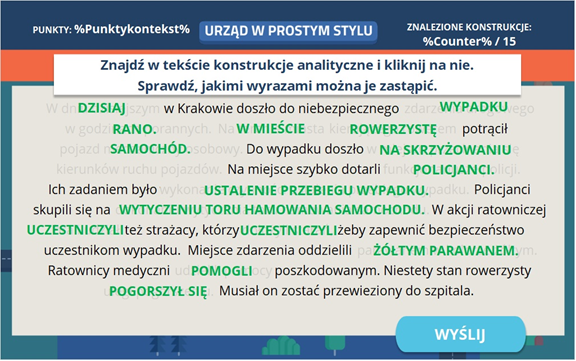 PUNKTY: %Punktykontekst%
URZĄD W PROSTYM STYLU
ZNALEZIONE KONSTRUKCJE:
%Counter% / 15
Znajdź w tekście konstrukcje analityczne i kliknij na nie.
Sprawdź, jakimi wyrazami można je zastąpić.
DZISIAJ w Krakowie doszło do niebezpiecznego WYPADKU
RANO. W MIEŚCIE ROWERZYSTĘ potrącił
SAMOCHÓD. Do wypadku doszło NA SKRZYŻOWANIU
Na miejsce szybko dotarli POLICJANCI.
Ich zadaniem było USTALENIE PRZEBIEGU WYPADKU. Policjanci
skupili się na WYTYCZENIU TORU HAMOWANIA SAMOCHODU. W akcji ratowniczej
UCZESTNICZYLI też strażacy, którzy UCZESTNICZYLI żeby zapewnić bezpieczeństwo
uczestnikom wypadku. Miejsce zdarzenia oddzielili ŻÓŁTYM PARAWANEM.
Ratownicy medyczni POMOGLI poszkodowanym. Niestety stan rowerzysty
POGORSZYŁ SIĘ Musiał on zostać przewieziony do szpitala.
WYŚLIJ